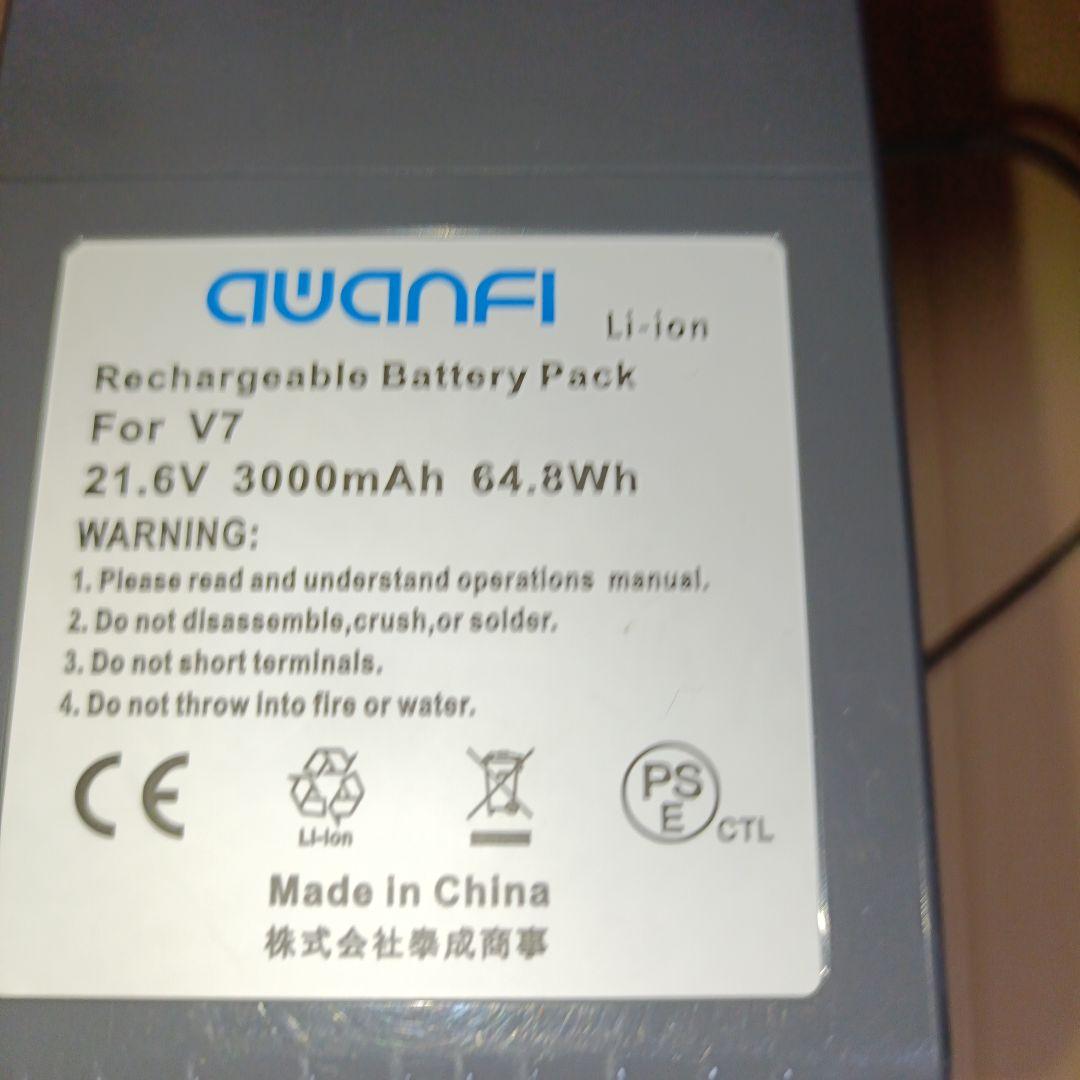 awanfi
Li-ion
Rechargeable Battery Pack
For V7
21.6V 3000mAh 64.8Wh
WARNING:
1. Please read and understand operations manual.
2. Do not disassemble,crush,or solder.
3. Do not short terminals.
4. Do not throw into fire or water.
CE
Li-ion
PS
E
CTL
Made in China
株式会社泰成商事